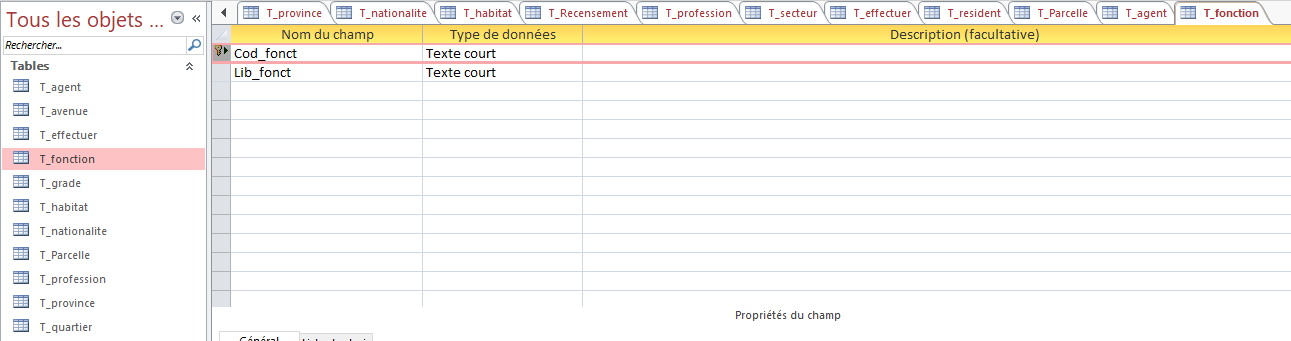 Tous les objets ...
Rechercher...
Tables
T_agent
T_avenue
T_effectuer
T_fonction
T_grade
T_habitat
T_nationalite
T_Parcelle
T_profession
T_province
T_quartier
T_province T_nationalite T_habitat T_Recensement T_profession T_secteur T_effectuer T_resident T_Parcelle T_agent T_fonction
Nom du champ Type de données Description (facultative)
Cod_fonct Texte court
Lib_fonct Texte court
Propriétés du champ
Général